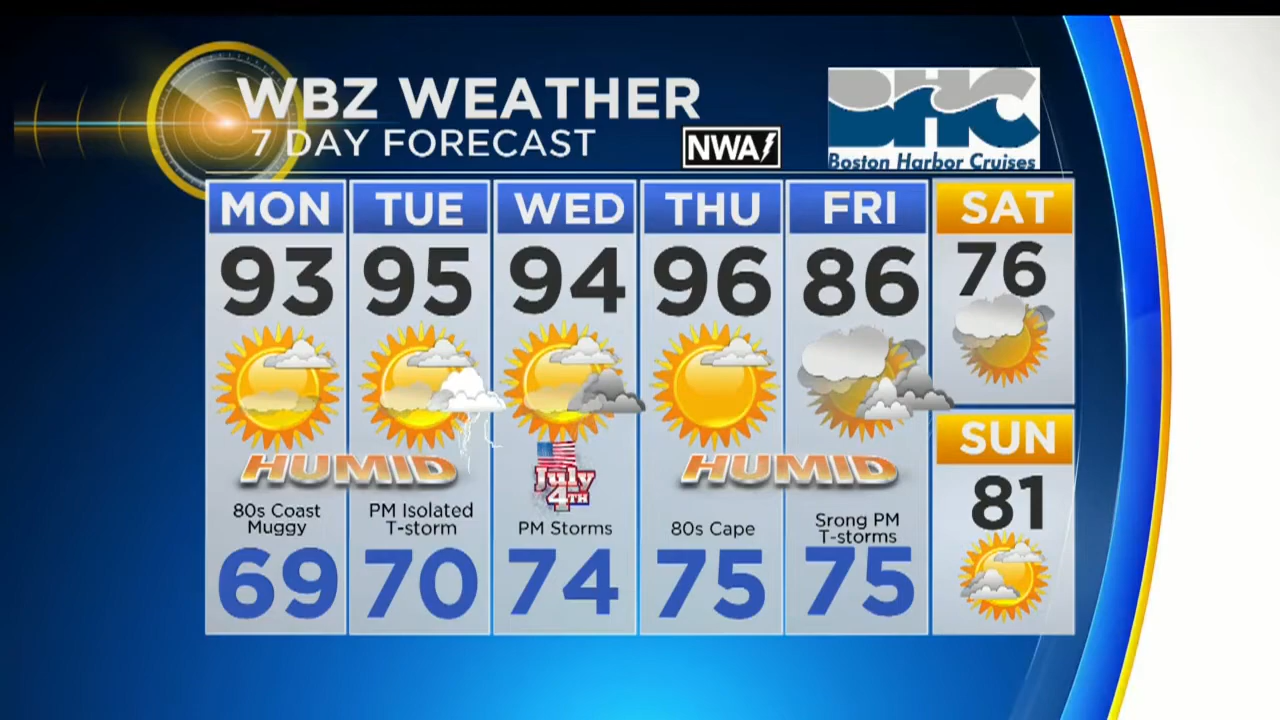 WBZ WEATHER
7 DAY FORECAST
NWA
BHC
Boston Harbor Cruises
MON
TUE
WED
THU
FRI
SAT
93
95
94
96
86
76
HUMID
July
4TH
HUMID
SUN
81
80s Coast
Muggy
PM Isolated
T-storm
PM Storms
80s Cape
Srong PM
T-storms
69
70
74
75
75